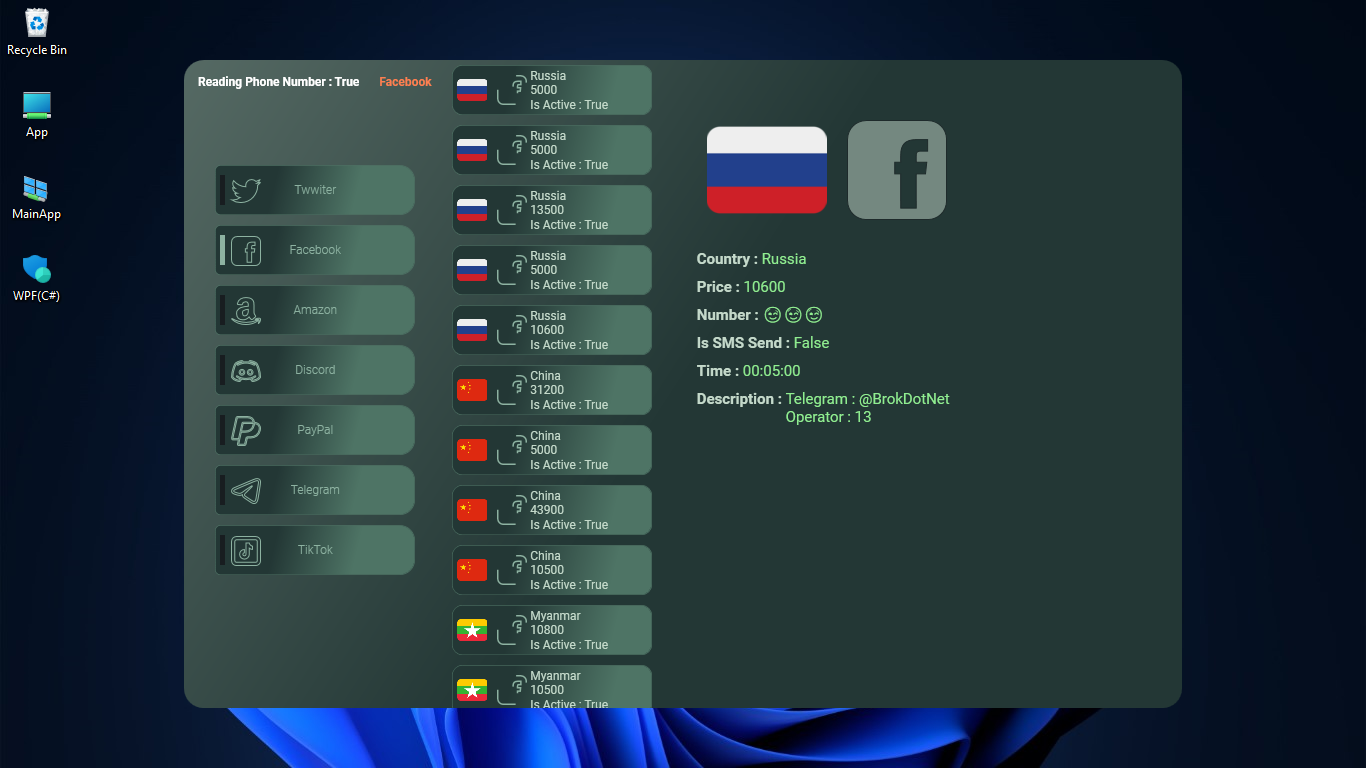 Recycle Bin
App
MainApp
WPF(C#)
Reading Phone Number : True Facebook
Twwiter
Facebook
Amazon
Discord
PayPal
Telegram
TikTok
Russia
5000
Is Active : True
Russia
5000
Is Active : True
Russia
13500
Is Active : True
Russia
5000
Is Active : True
Russia
10600
Is Active : True
China
31200
Is Active : True
China
5000
Is Active : True
China
43900
Is Active : True
China
10500
Is Active : True
Myanmar
10800
Is Active : True
Myanmar
10500
Is Active : True
Country : Russia
Price : 10600
Number : 😉😉😉
Is SMS Send : False
Time : 00:05:00
Description : Telegram : @BrokDotNet
Operator : 13